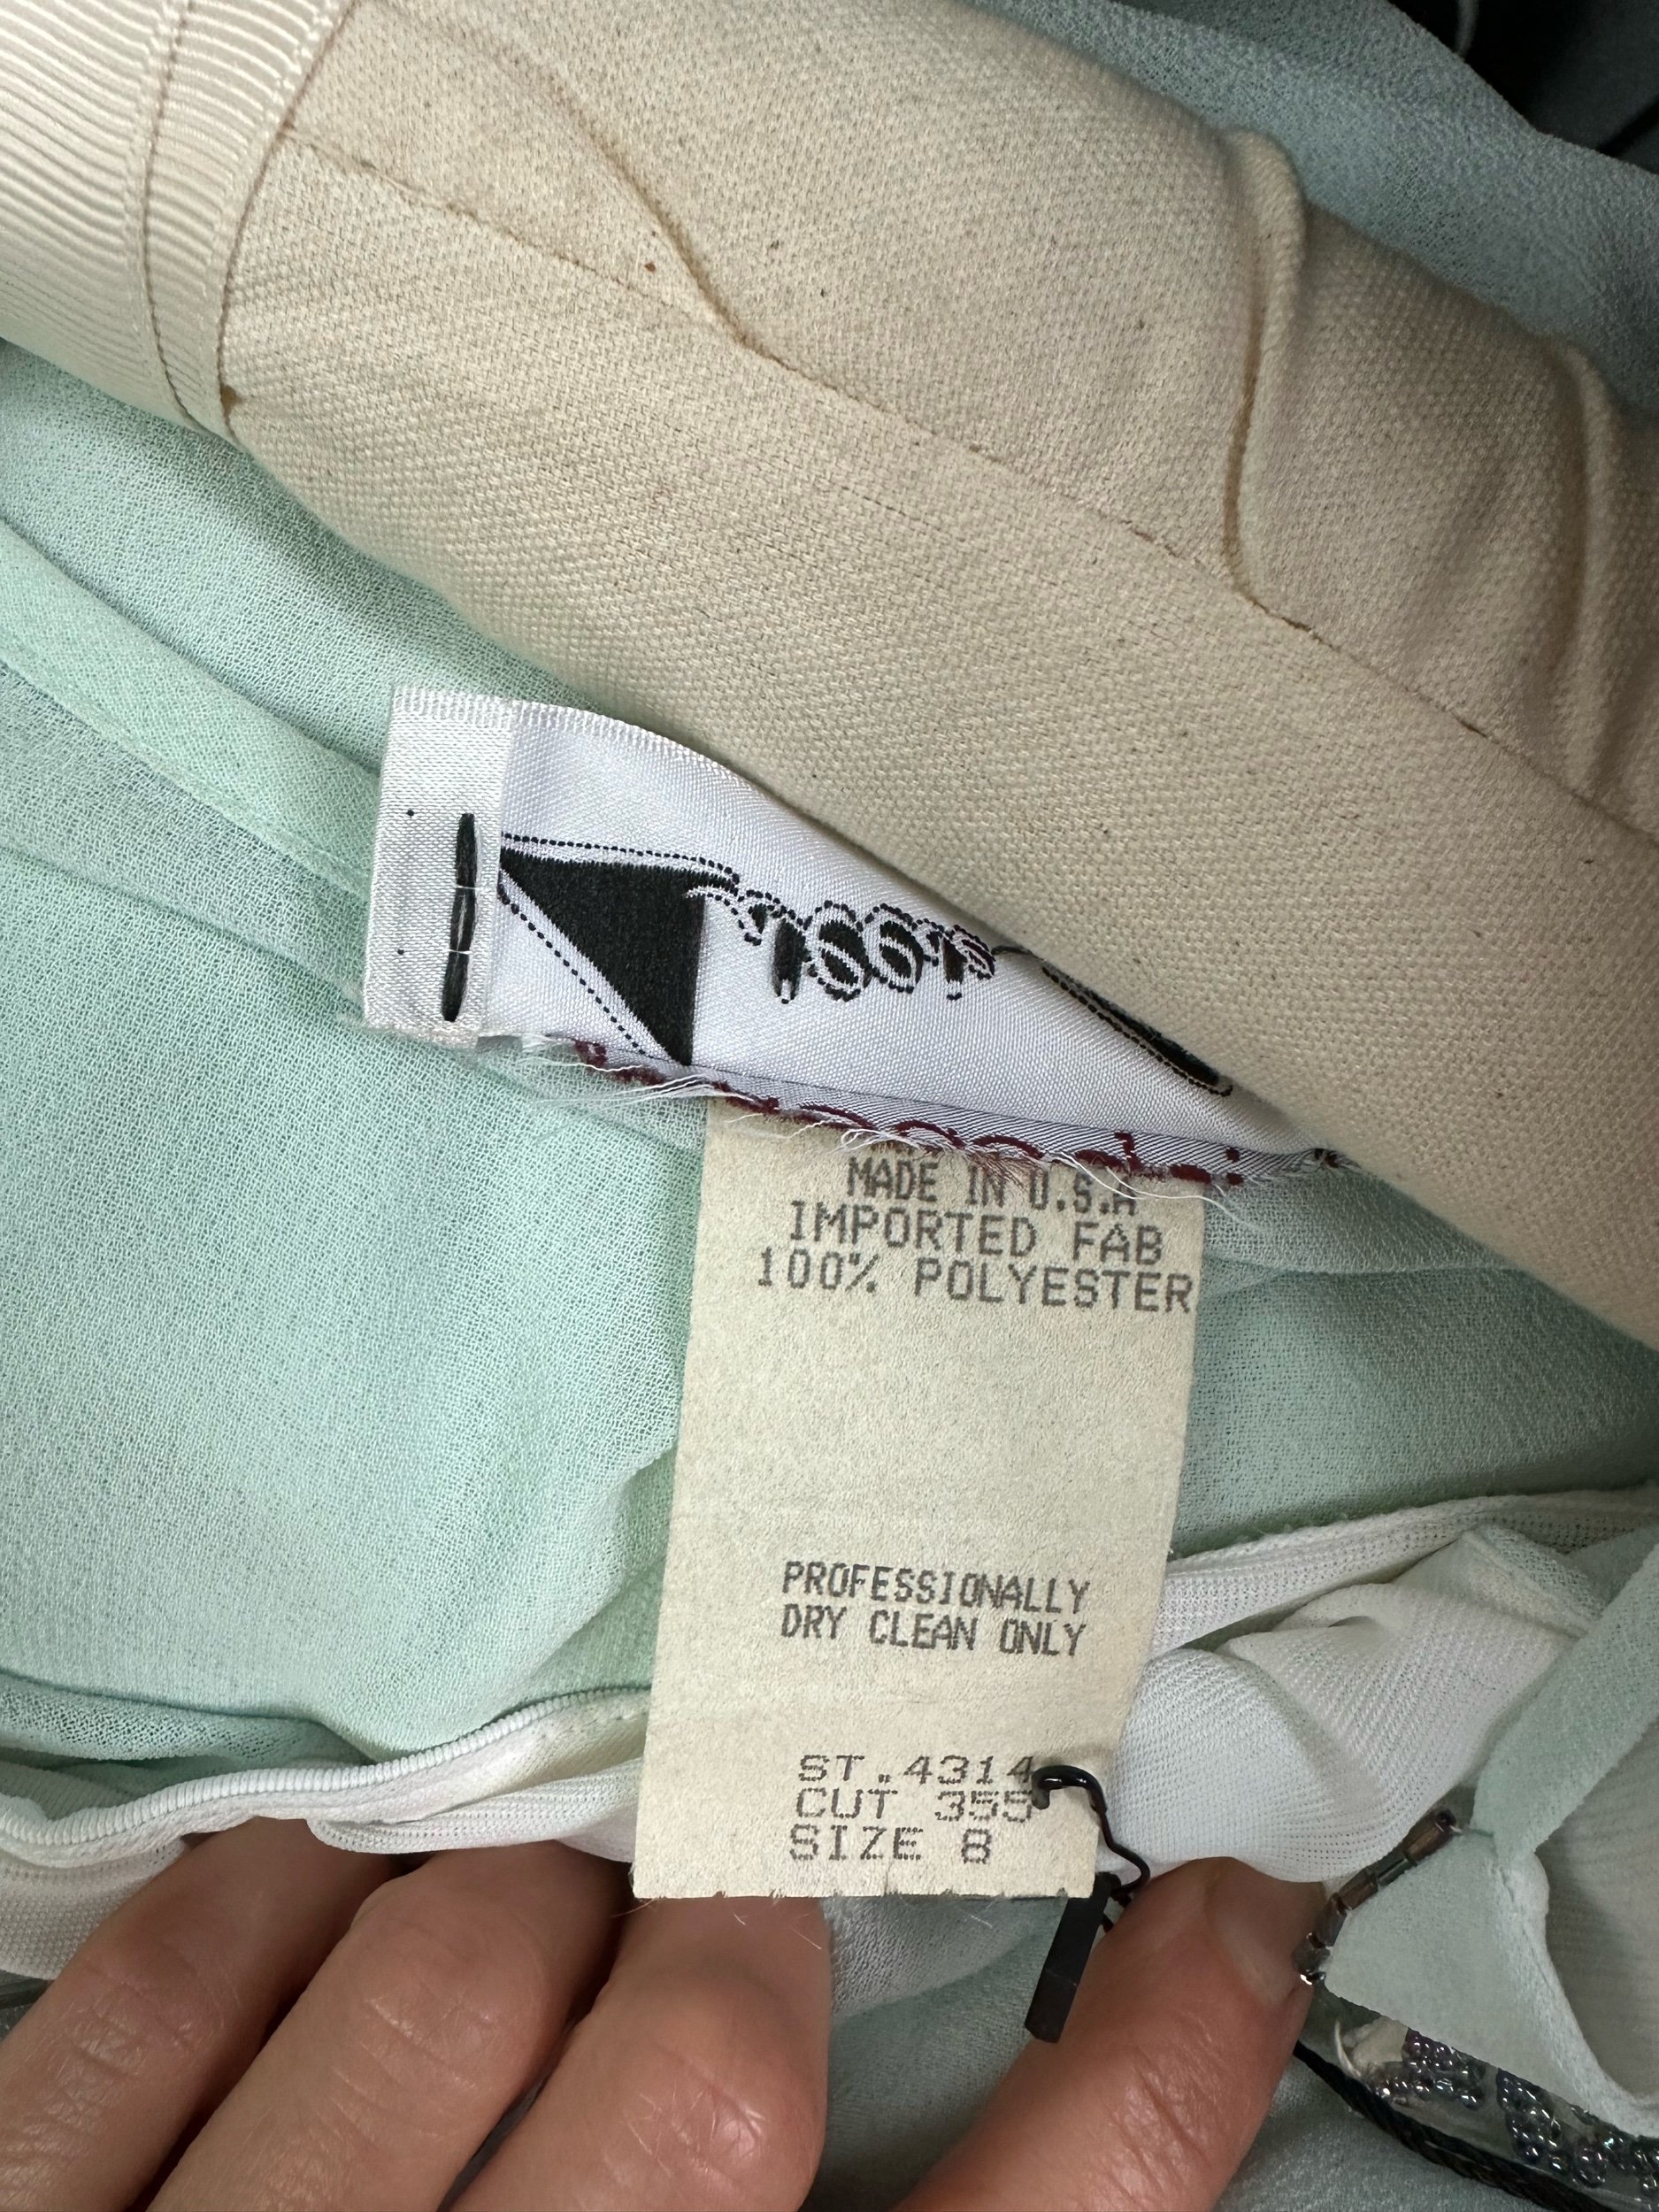 MADE IN U.S.A
IMPORTED FAB
100% POLYESTER
PROFESSIONALLY
DRY CLEAN ONLY
ST.4314
CUT 355
SIZE 8